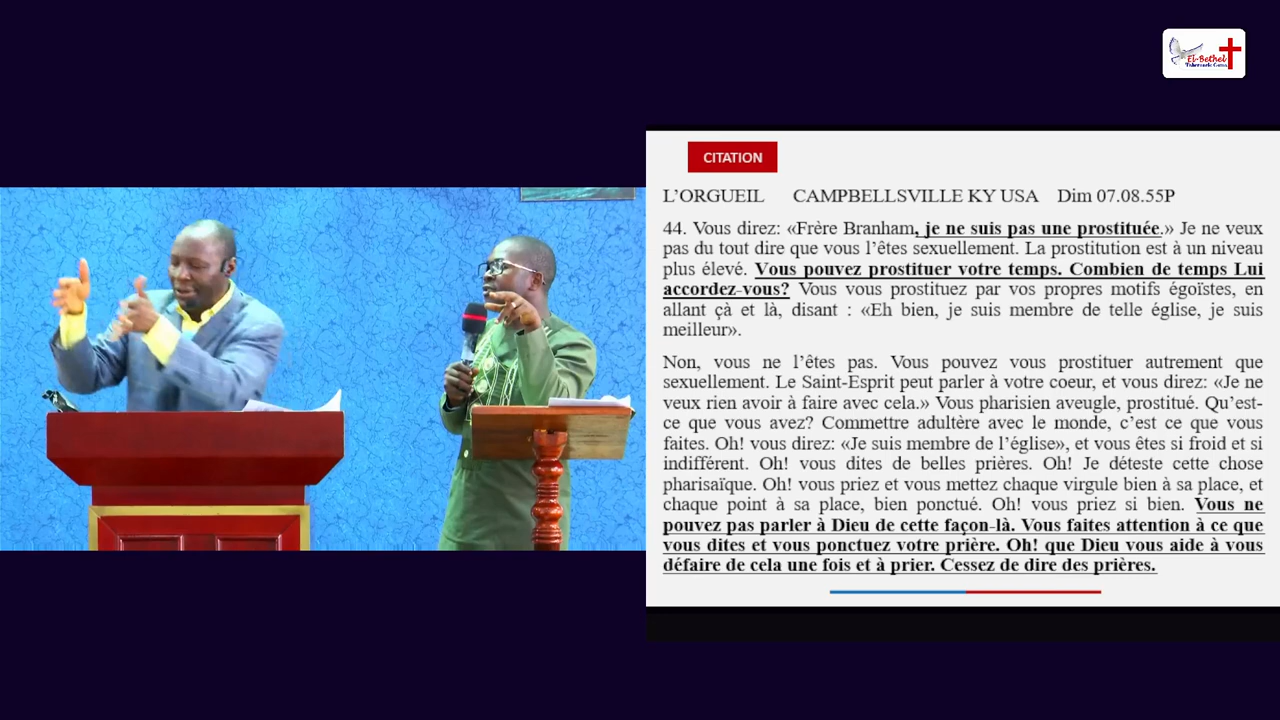 El-Bethel
Tabernacle Goma
CITATION
L’ORGUEIL CAMPBELLSVILLE KY USA Dim 07.08.55P
44. Vous direz: «Frère Branham, je ne suis pas une prostituée.» Je ne veux
pas du tout dire que vous l’êtes sexuellement. La prostitution est à un niveau
plus élevé. Vous pouvez prostituer votre temps. Combien de temps Lui
accordez-vous? Vous vous prostituez par vos propres motifs égoïstes, en
allant çà et là, disant : «Eh bien, je suis membre de telle église, je suis
meilleur».
Non, vous ne l’êtes pas. Vous pouvez vous prostituer autrement que
sexuellement. Le Saint-Esprit peut parler à votre coeur, et vous direz: «Je ne
veux rien avoir à faire avec cela.» Vous pharisien aveugle, prostitué. Qu’est-
ce que vous avez? Commettre adultère avec le monde, c’est ce que vous
faites. Oh! vous direz: «Je suis membre de l’église», et vous êtes si froid et si
indifférent. Oh! vous dites de belles prières. Oh! Je déteste cette chose
pharisaïque. Oh! vous priez et vous mettez chaque virgule bien à sa place, et
chaque point à sa place, bien ponctué. Oh! vous priez si bien. Vous ne
pouvez pas parler à Dieu de cette façon-là. Vous faites attention à ce que
vous dites et vous ponctuez votre prière. Oh! que Dieu vous aide à vous
défaire de cela une fois et à prier. Cessez de dire des prières.